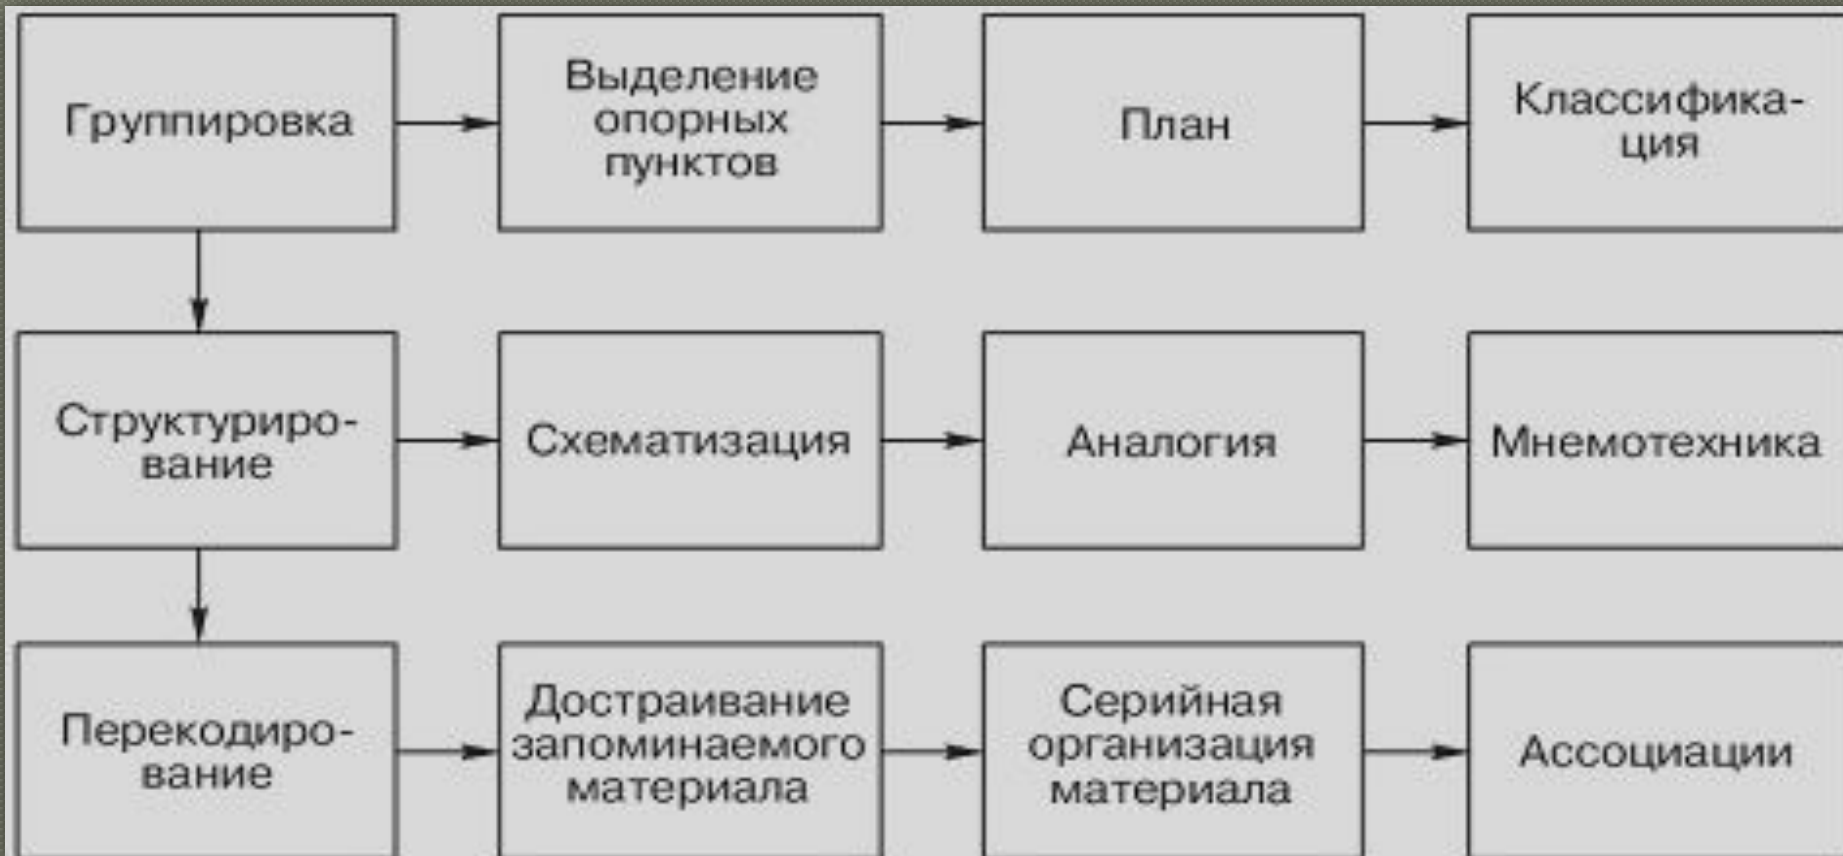 Группировка
Выделение
опорных
пунктов
План
Классифика-
ция
Структуриро-
вание
Схематизация
Аналогия
Мнемотехника
Перекодиро-
вание
Достраивание
запоминаемого
материала
Серийная
организация
материала
Ассоциации